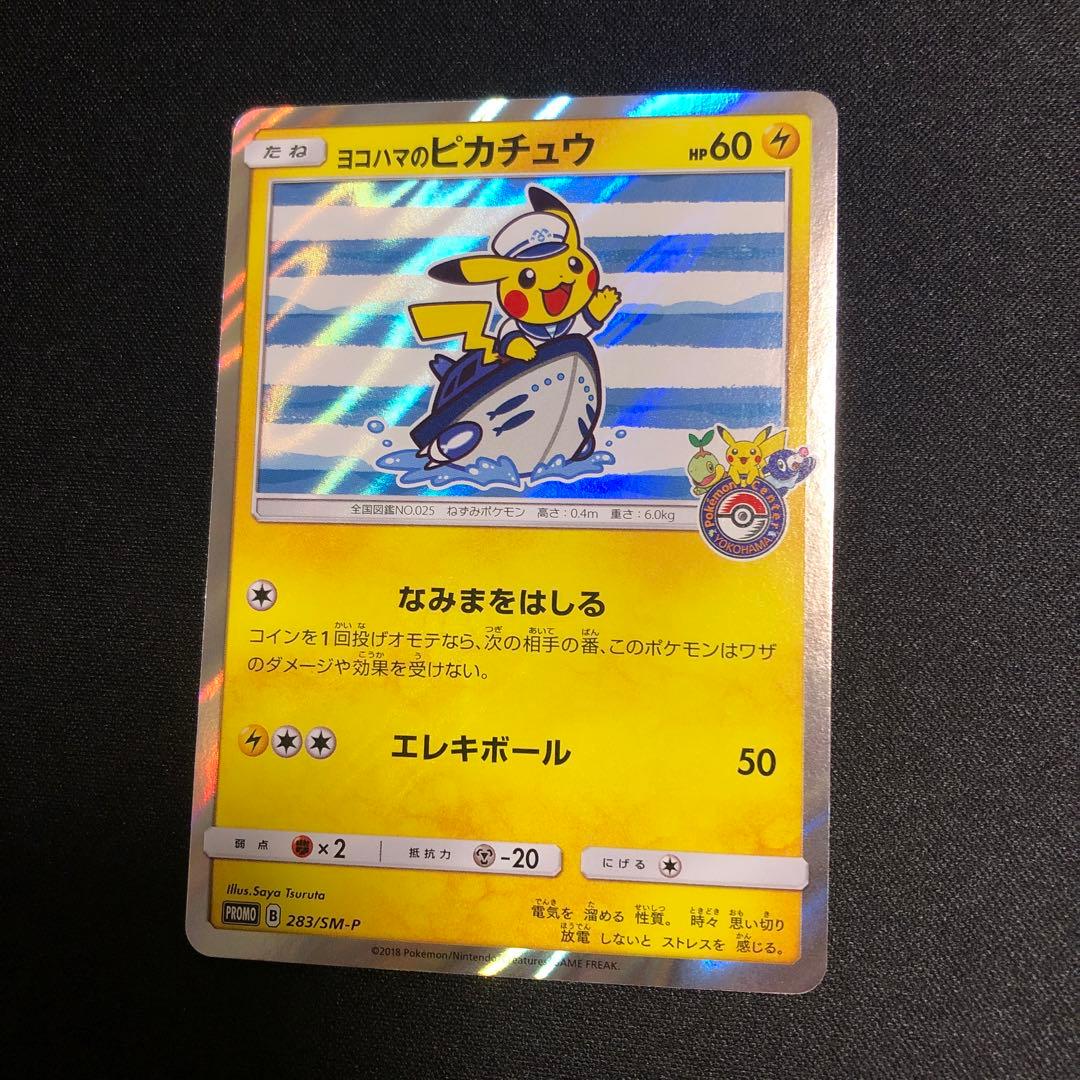 たね ヨコハマのピカチュウ HP60
Pokémon Center
YOKOHAMA
全国図鑑NO.025 ねずみポケモン 高さ:0.4m 重さ:6.0kg
なみまをはしる
コインを1回投げオモテなら、次の相手の番、このポケモンはワザ
のダメージや効果を受けない。
エレキボール 50
弱点 ×2 抵抗力 -20 にげる
Illus.Saya Tsuruta
PROMO B 283/SM-P
電気を 溜める 性質。 時々 思い切り
放電 しないと ストレスを 感じる。
©2018 Pokémon/Nintendo/Creatures/GAME FREAK.